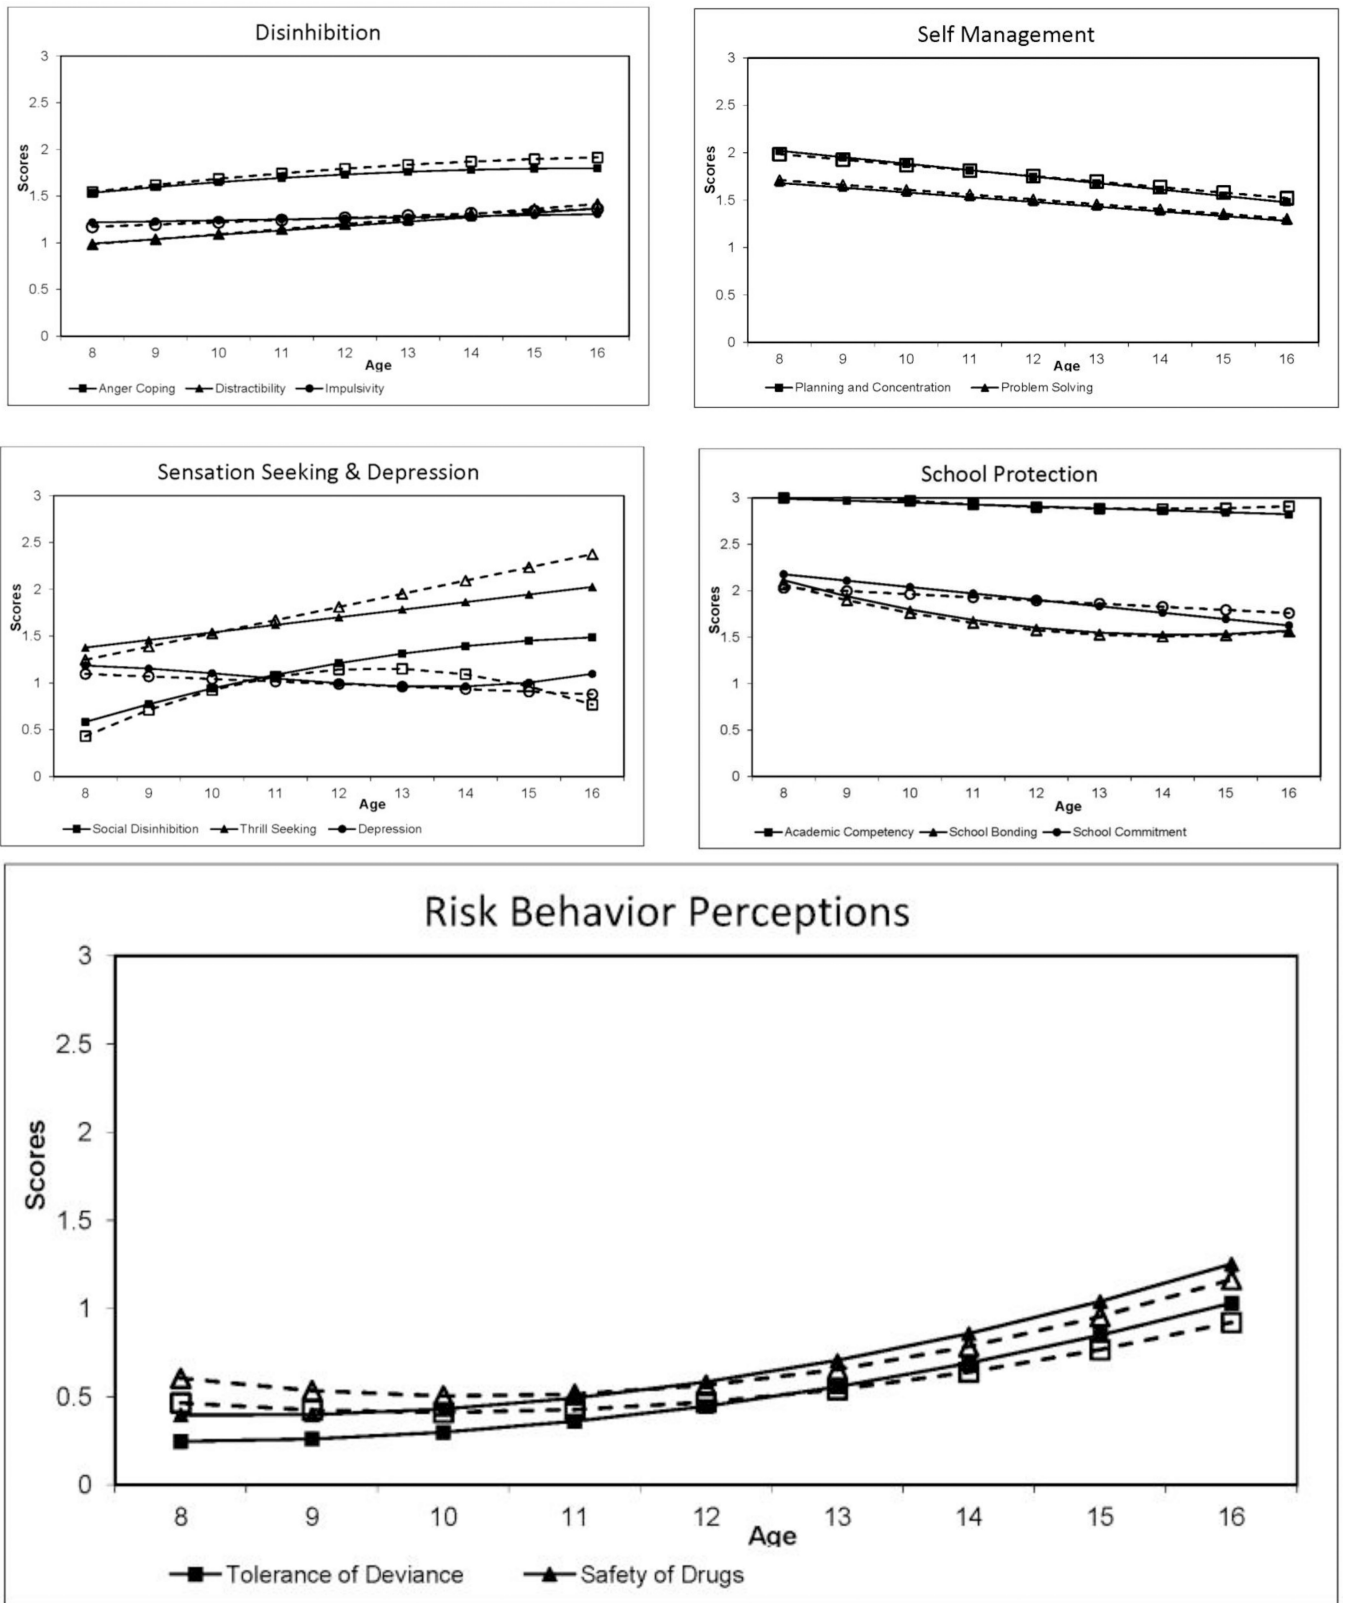 Disinhibition
3
2.5
2
1.5
1
0.5
0
Scores
8 9 10 11 12 13 14 15 16
Age
Anger Coping Distractibility Impulsivity
Self Management
3
2.5
2
1.5
1
0.5
0
Scores
8 9 10 11 12 13 14 15 16
Age
Planning and Concentration Problem Solving
Sensation Seeking & Depression
3
2.5
2
1.5
1
0.5
0
Scores
8 9 10 11 12 13 14 15 16
Age
Social Disinhibition Thrill Seeking Depression
School Protection
3
2.5
2
1.5
1
0.5
0
Scores
8 9 10 11 12 13 14 15 16
Age
Academic Competency School Bonding School Commitment
Risk Behavior Perceptions
3
2.5
2
1.5
1
0.5
0
Scores
8 9 10 11 12 13 14 15 16
Age
Tolerance of Deviance Safety of Drugs